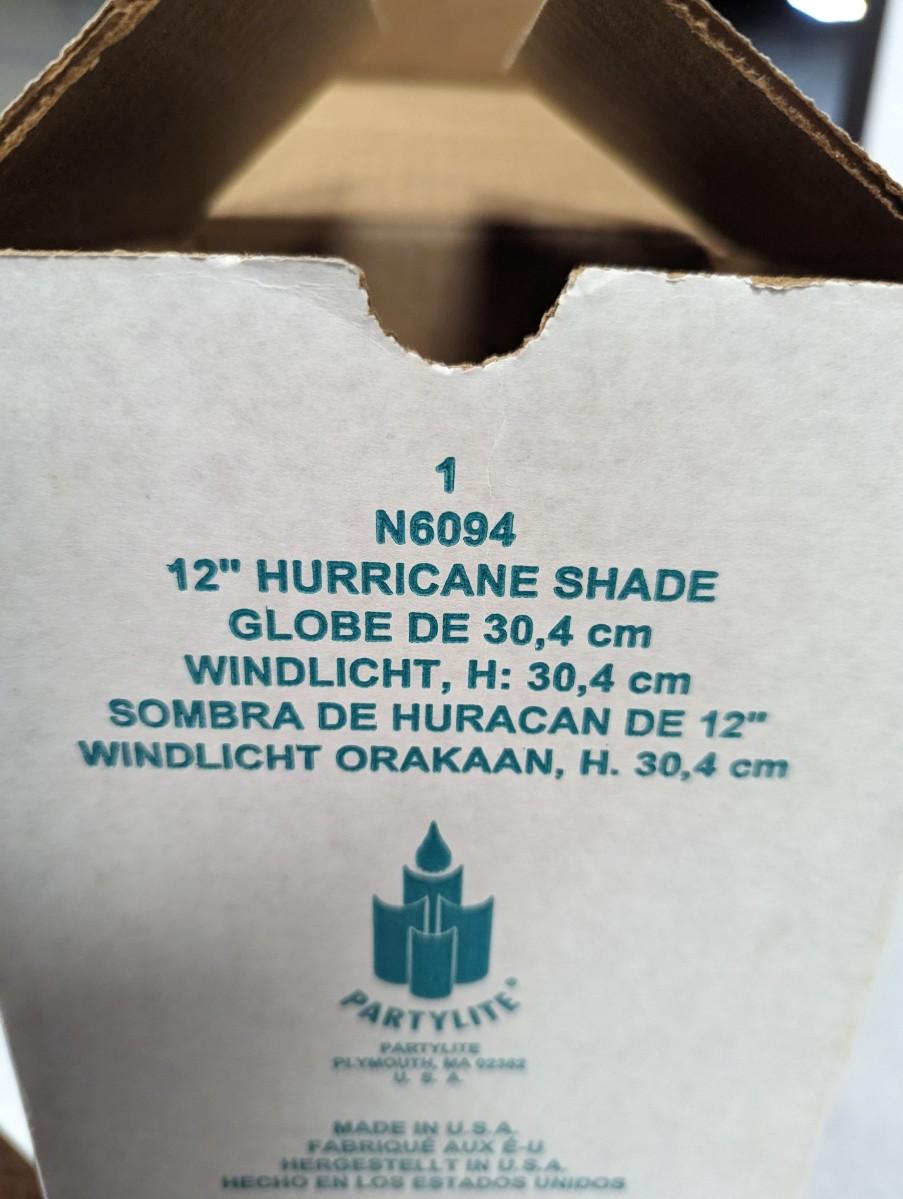 1
N6094
12" HURRICANE SHADE
GLOBE DE 30,4 cm
WINDLICHT, H: 30,4 cm
SOMBRA DE HURACAN DE 12"
WINDLICHT ORAKAAN, H. 30,4 cm
PARTYLITE®
PARTYLITE
PLYMOUTH, MA 02362
U. S. A.
MADE IN U.S.A.
FABRIQUÉ AUX É-U
HERGESTELLT IN U.S.A.
HECHO EN LOS ESTADOS UNIDOS